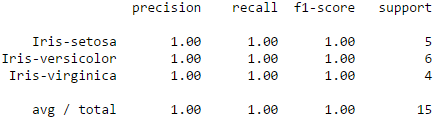 precision recall f1-score support
Iris-setosa 1.00 1.00 1.00 5
Iris-versicolor 1.00 1.00 1.00 6
Iris-virginica 1.00 1.00 1.00 4
avg / total 1.00 1.00 1.00 15